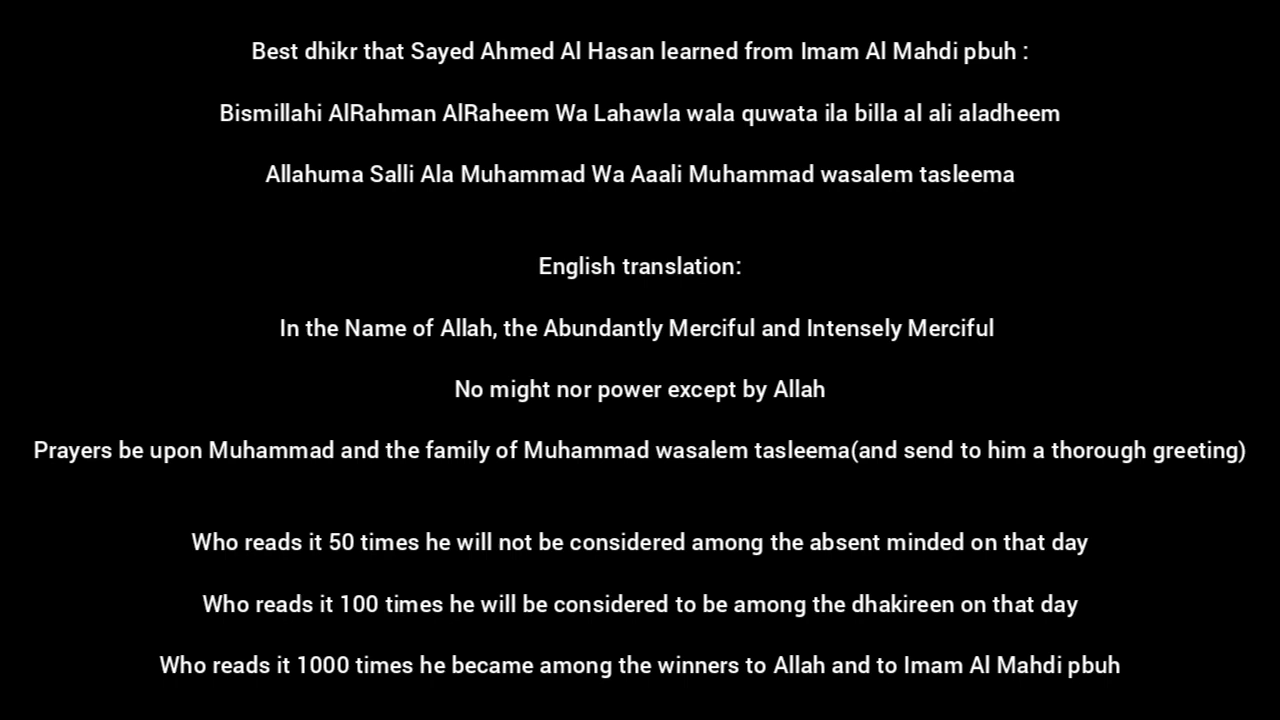 Best dhikr that Sayed Ahmed Al Hasan learned from Imam Al Mahdi pbuh :
Bismillahi AlRahman AlRaheem Wa Lahawla wala quwata ila billa al ali aladheem
Allahuma Salli Ala Muhammad Wa Aaali Muhammad wasalem tasleema
English translation:
In the Name of Allah, the Abundantly Merciful and Intensely Merciful
No might nor power except by Allah
Prayers be upon Muhammad and the family of Muhammad wasalem tasleema(and send to him a thorough greeting)
Who reads it 50 times he will not be considered among the absent minded on that day
Who reads it 100 times he will be considered to be among the dhakireen on that day
Who reads it 1000 times he became among the winners to Allah and to Imam Al Mahdi pbuh